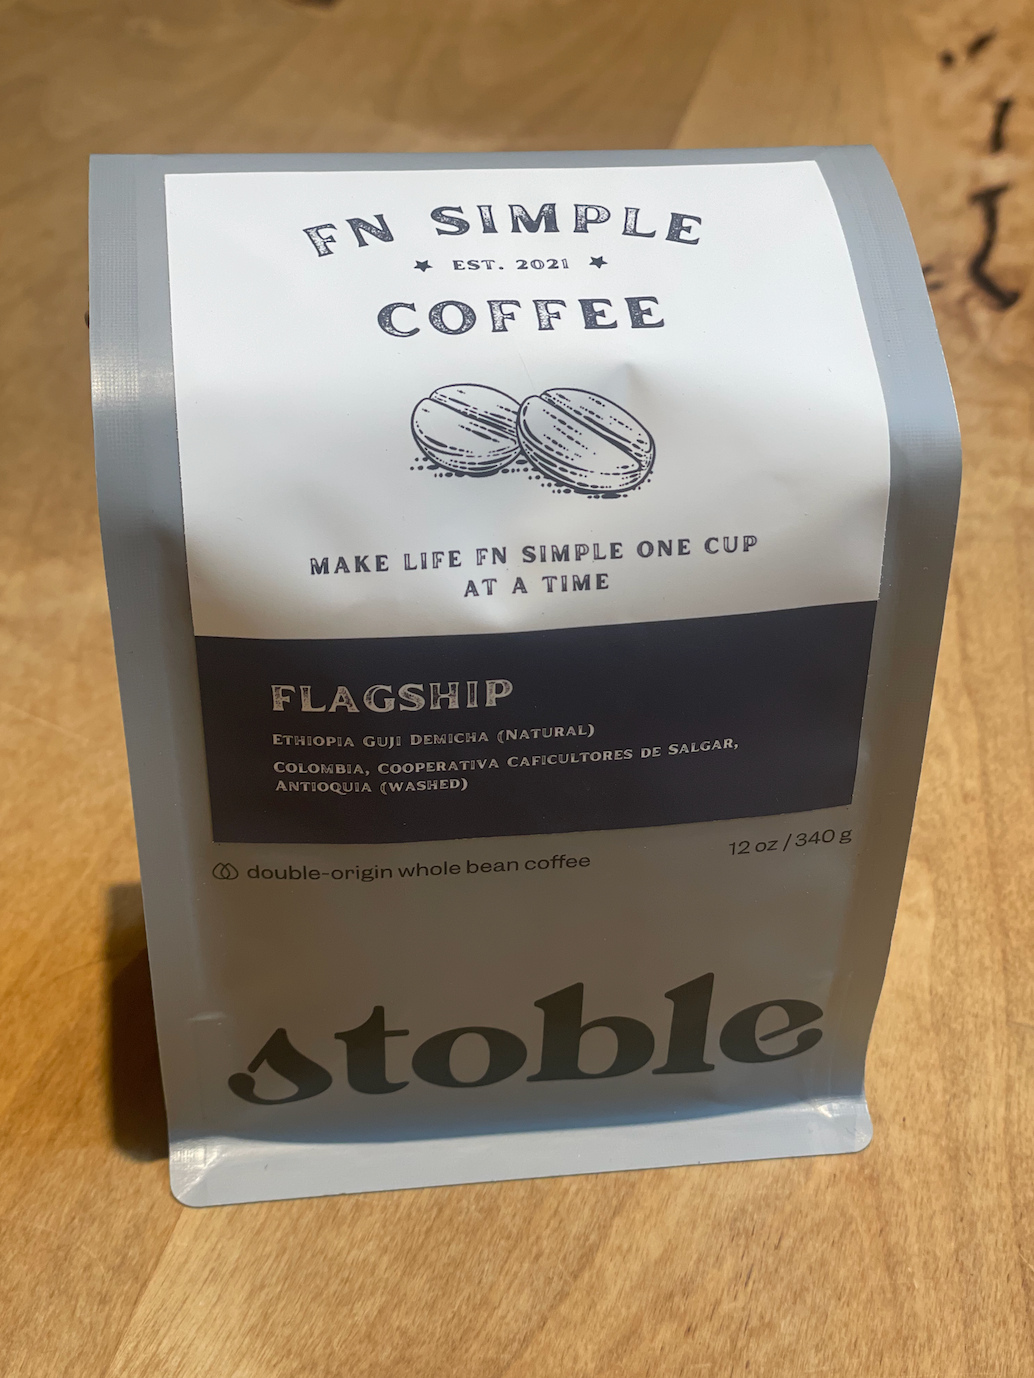 FN SIMPLE
EST. 2021
COFFEE
MAKE LIFE FN SIMPLE ONE CUP
AT A TIME
FLAGSHIP
ETHIOPIA GUJI DEMICHA (NATURAL)
COLOMBIA, COOPERATIVA CAFICULTORES DE SALGAR,
ANTIOQUIA (WASHED)
double-origin whole bean coffee
12 oz / 340 g
stoble